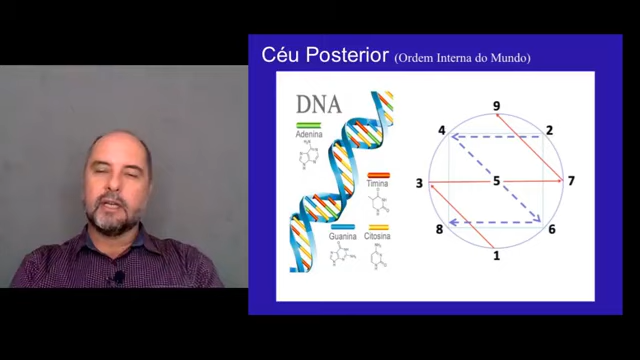 Céu Posterior (Ordem Interna do Mundo)
DNA
Adenina
Timina
Guanina
Citosina
9
4
2
3
5
7
8
6
1